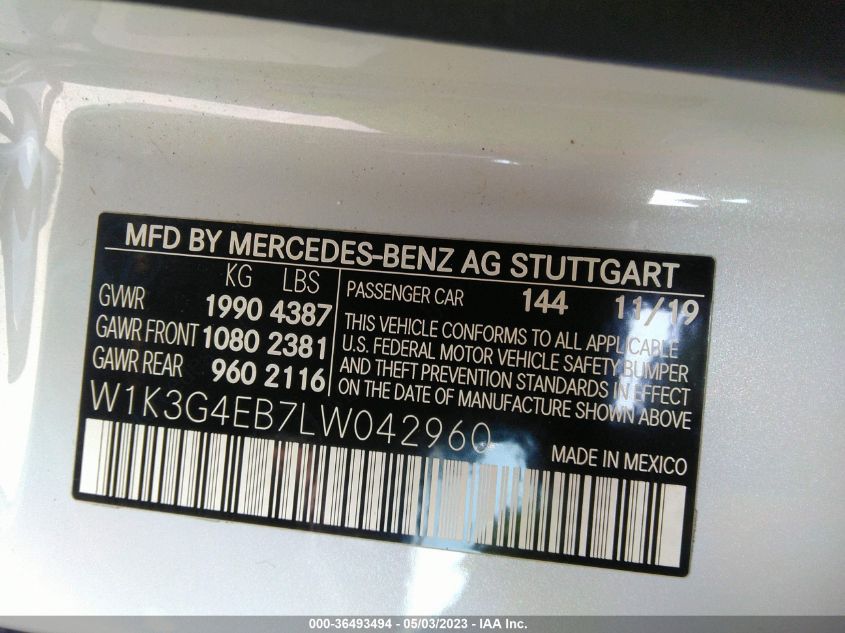 MFD BY MERCEDES-BENZ AG STUTTGART
KG LBS
GVWR 1990 4387
GAWR FRONT 1080 2381
GAWR REAR 960 2116
PASSENGER CAR 144 11/19
THIS VEHICLE CONFORMS TO ALL APPLICABLE
U.S. FEDERAL MOTOR VEHICLE SAFETY BUMPER
AND THEFT PREVENTION STANDARDS IN EFFECT
ON THE DATE OF MANUFACTURE SHOWN ABOVE
W1K3G4EB7LW042960
MADE IN MEXICO
000-36493494 - 05/03/2023 - IAA Inc.